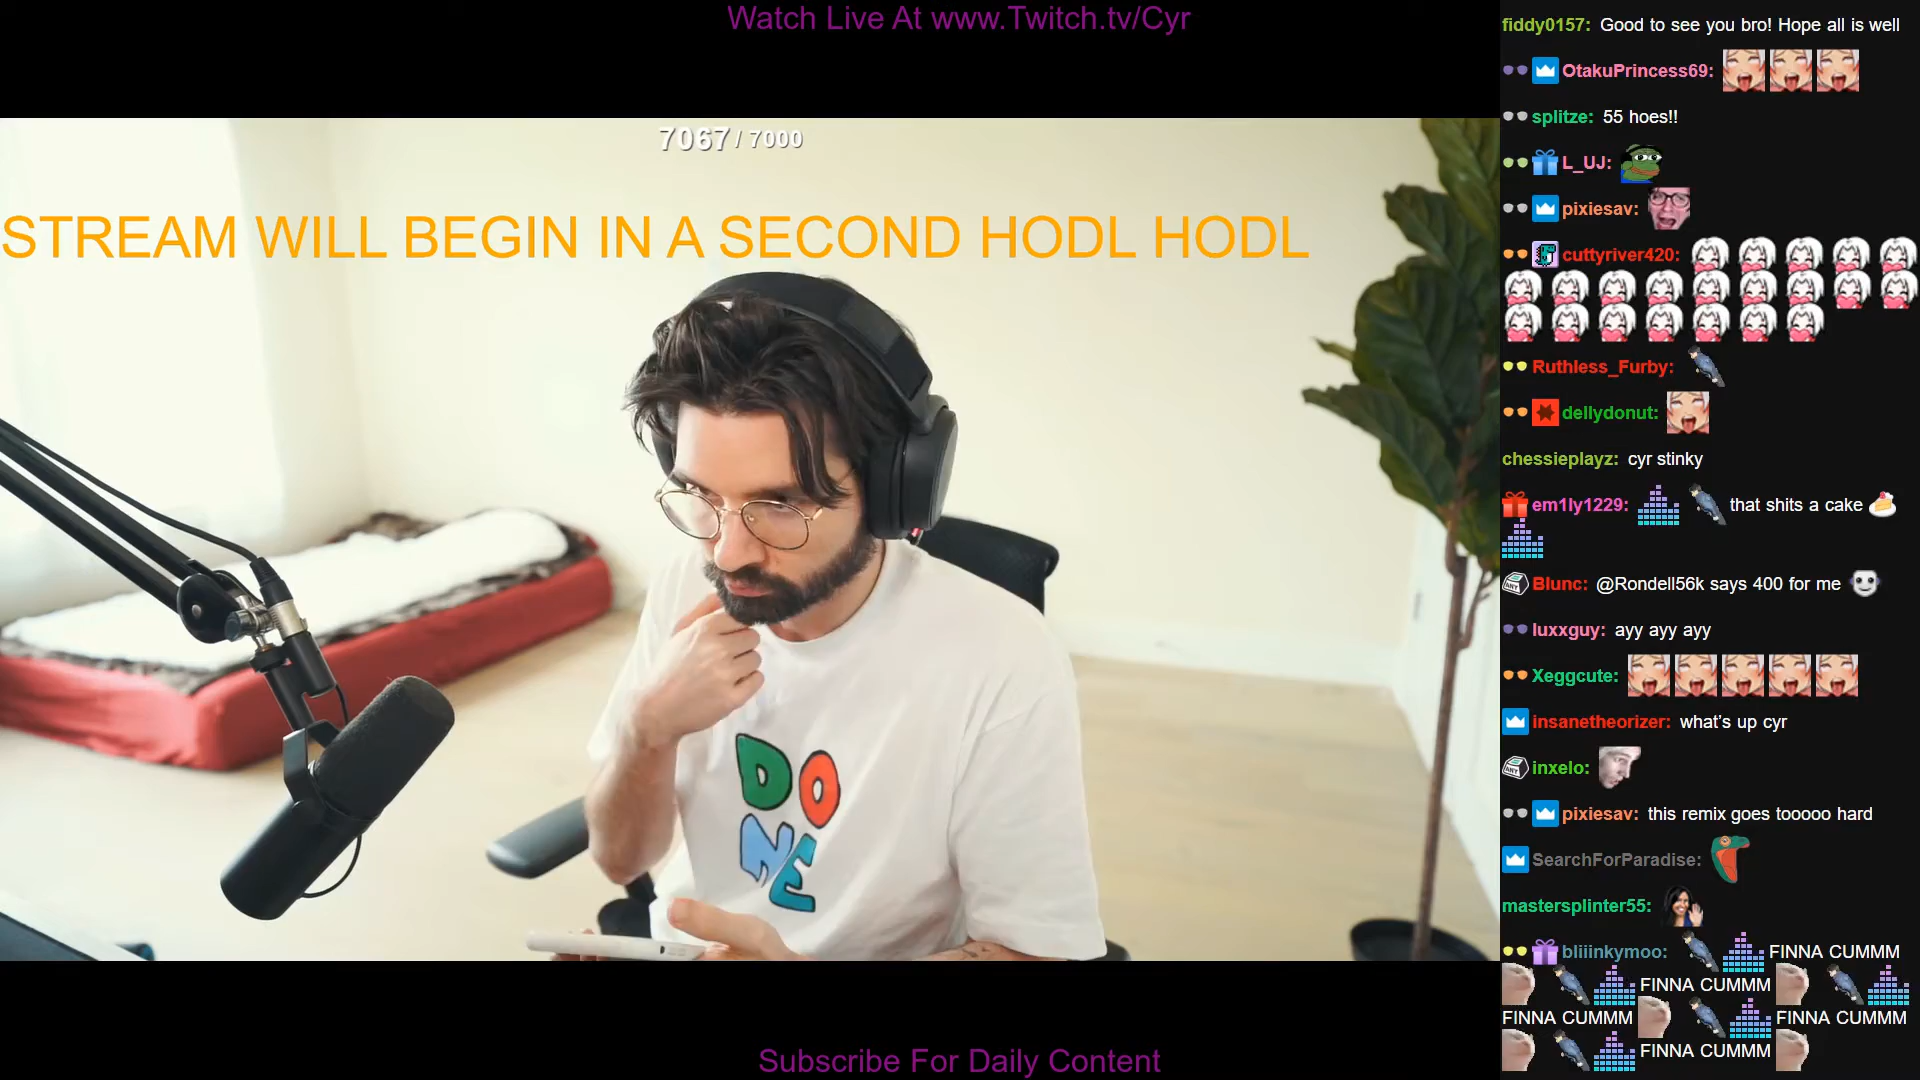 Watch Live At www.Twitch.tv/Cyr
7067 / 7000
STREAM WILL BEGIN IN A SECOND HODL HODL
DO
NE
Subscribe For Daily Content
fiddy0157: Good to see you bro! Hope all is well
OtakuPrincess69:
splitze: 55 hoes!!
L_UJ:
pixiesav:
cuttyriver420:
Ruthless_Furby:
dellydonut:
chessieplayz: cyr stinky
em1ly1229: that shits a cake
Blunc: @Rondell56k says 400 for me
luxxguy: ayy ayy ayy
Xeggcute:
insanetheorizer: what's up cyr
inxelo:
pixiesav: this remix goes tooooo hard
SearchForParadise:
mastersplinter55:
bliiinkymoo: FINNA CUMMM
FINNA CUMMM
FINNA CUMMM FINNA CUMMM
FINNA CUMMM